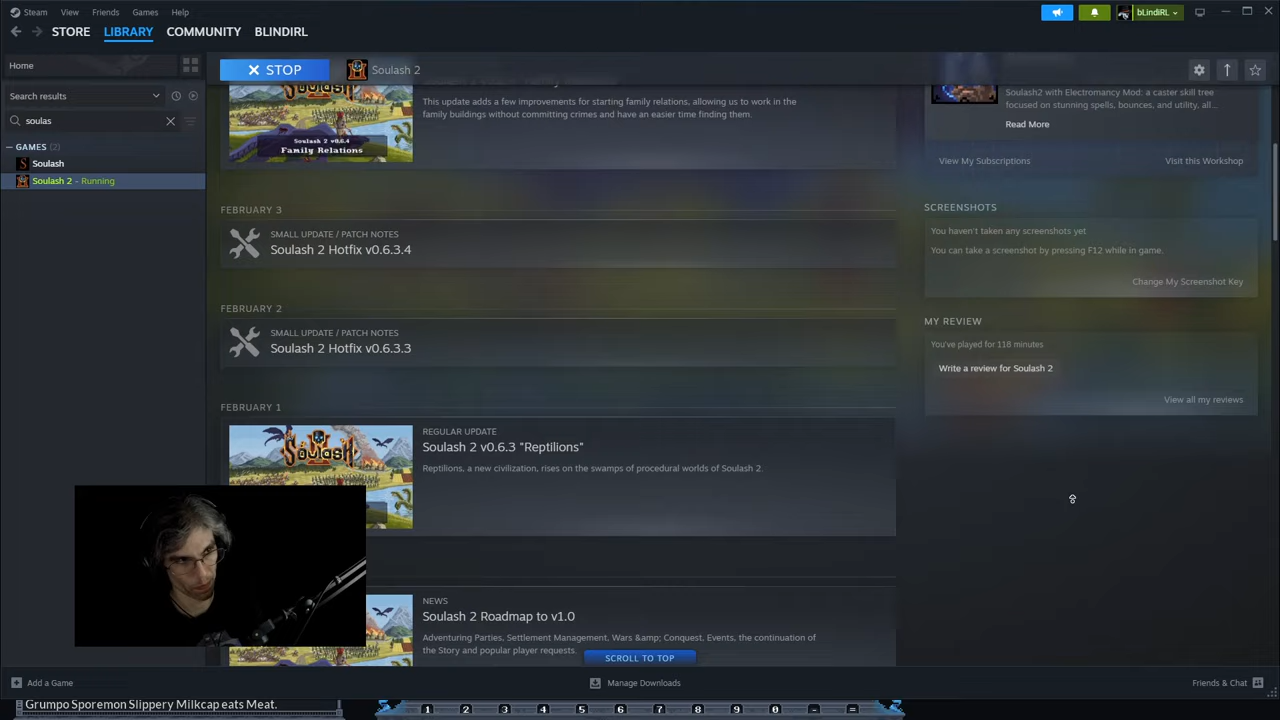 Steam View Friends Games Help
bLindiRL
STORE LIBRARY COMMUNITY BLINDIRL
Home
STOP
Soulash 2
Search results
soulas
GAMES (2)
Soulash
Soulash 2 - Running
This update adds a few improvements for starting family relations, allowing us to work in the
family buildings without committing crimes and have an easier time finding them.
Soulash 2 v0.6.4
Family Relations
Soulash2 with Electromancy Mod: a caster skill tree
focused on stunning spells, bounces, and utility, all...
Read More
View My Subscriptions
Visit this Workshop
FEBRUARY 3
SMALL UPDATE / PATCH NOTES
Soulash 2 Hotfix v0.6.3.4
SCREENSHOTS
You haven't taken any screenshots yet
You can take a screenshot by pressing F12 while in game.
Change My Screenshot Key
FEBRUARY 2
SMALL UPDATE / PATCH NOTES
Soulash 2 Hotfix v0.6.3.3
MY REVIEW
You've played for 118 minutes
Write a review for Soulash 2
View all my reviews
FEBRUARY 1
Soulash
REGULAR UPDATE
Soulash 2 v0.6.3 "Reptilions"
Reptilions, a new civilization, rises on the swamps of procedural worlds of Soulash 2.
NEWS
Soulash 2 Roadmap to v1.0
Adventuring Parties, Settlement Management, Wars &amp; Conquest, Events, the continuation of
the Story and popular player requests.
SCROLL TO TOP
Add a Game
Manage Downloads
Friends & Chat
Grumpo Sporemon Slippery Milkcap eats Meat.
1 2 3 4 5 6 7 8 9 0 - =